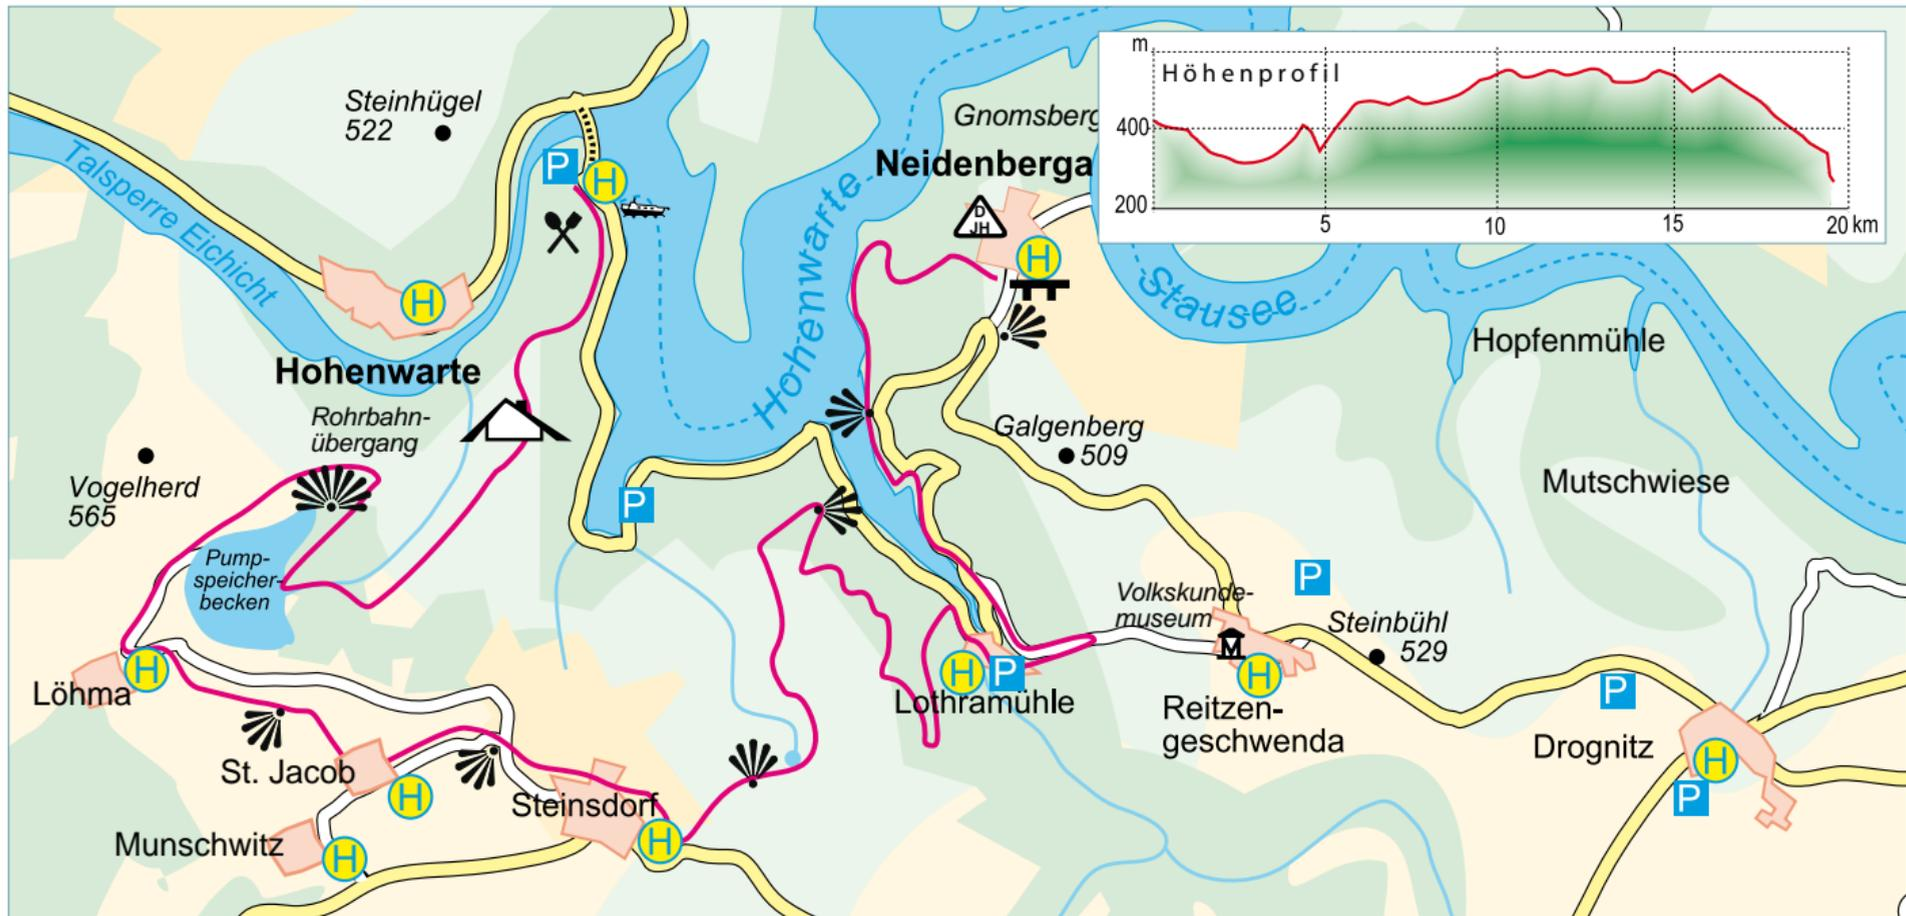 Höhenprofil
m
400
200
5
10
15
20 km
Steinhügel
522
P
H
Gnomsberg
Neidenberga
D
JH
H
Talsperre Eichicht
H
Hohenwarte
Stausee
Hohenwarte
Rohrbahn-
übergang
Hopfenmühle
Galgenberg
509
Vogelherd
565
P
Mutschwiese
Pump-
speicher-
becken
Volkskunde-
museum
M
P
Steinbühl
529
H
Löhma
H
P
Lothramühle
H
Reitzen-
geschwenda
P
Drognitz
H
P
St. Jacob
H
Steinsdorf
H
Munschwitz
H